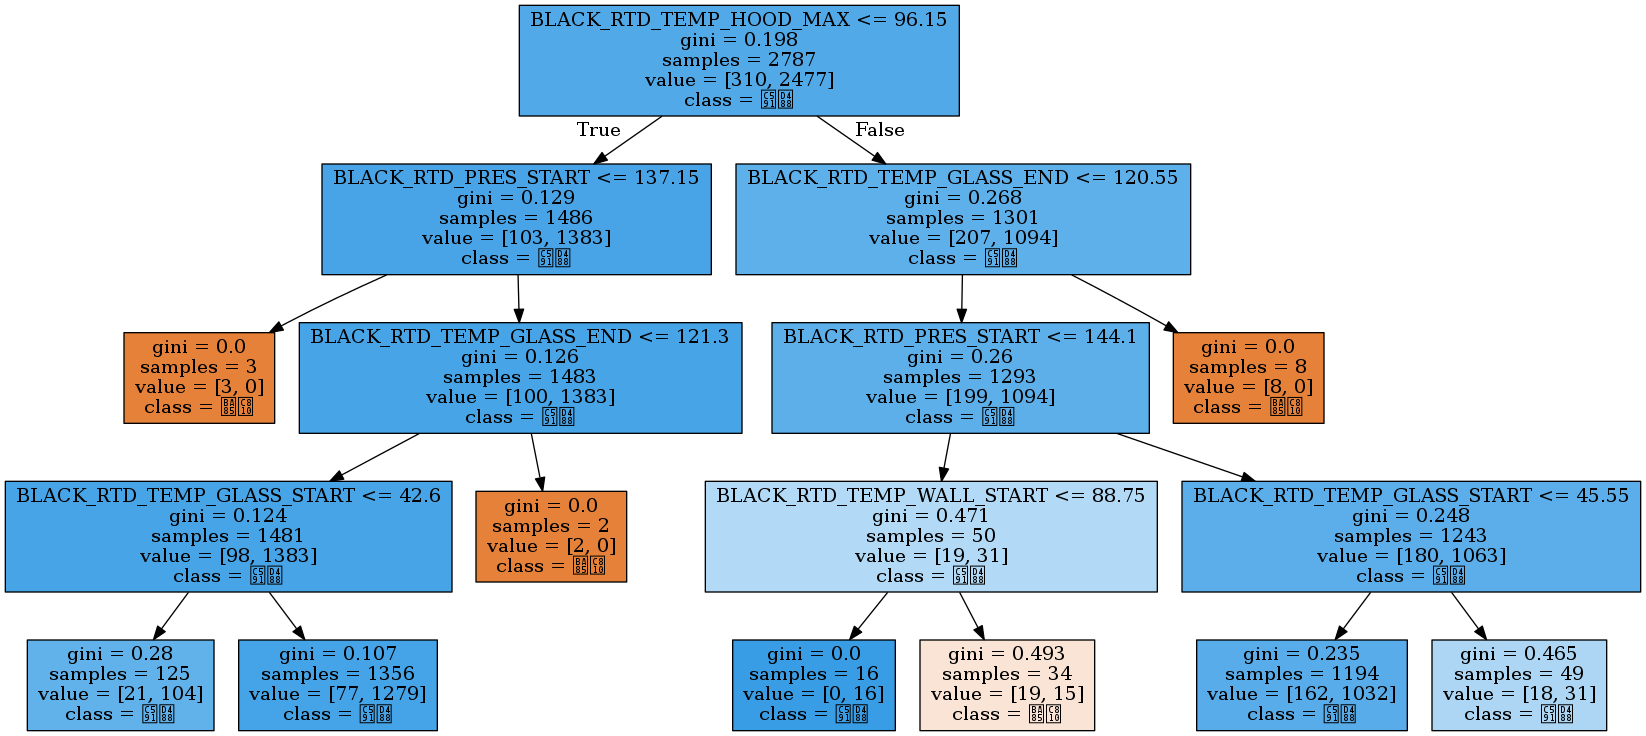 BLACK_RTD_TEMP_HOOD_MAX <= 96.15
gini = 0.198
samples = 2787
value = [310, 2477]
class =
True
False
BLACK_RTD_PRES_START <= 137.15
gini = 0.129
samples = 1486
value = [103, 1383]
class =
BLACK_RTD_TEMP_GLASS_END <= 120.55
gini = 0.268
samples = 1301
value = [207, 1094]
class =
gini = 0.0
samples = 3
value = [3, 0]
class =
BLACK_RTD_TEMP_GLASS_END <= 121.3
gini = 0.126
samples = 1483
value = [100, 1383]
class =
BLACK_RTD_PRES_START <= 144.1
gini = 0.26
samples = 1293
value = [199, 1094]
class =
gini = 0.0
samples = 8
value = [8, 0]
class =
BLACK_RTD_TEMP_GLASS_START <= 42.6
gini = 0.124
samples = 1481
value = [98, 1383]
class =
gini = 0.0
samples = 2
value = [2, 0]
class =
BLACK_RTD_TEMP_WALL_START <= 88.75
gini = 0.471
samples = 50
value = [19, 31]
class =
BLACK_RTD_TEMP_GLASS_START <= 45.55
gini = 0.248
samples = 1243
value = [180, 1063]
class =
gini = 0.28
samples = 125
value = [21, 104]
class =
gini = 0.107
samples = 1356
value = [77, 1279]
class =
gini = 0.0
samples = 16
value = [0, 16]
class =
gini = 0.493
samples = 34
value = [19, 15]
class =
gini = 0.235
samples = 1194
value = [162, 1032]
class =
gini = 0.465
samples = 49
value = [18, 31]
class =